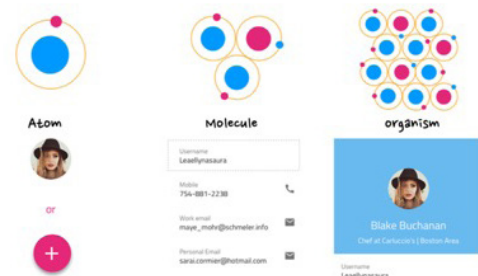 Atom
Molecule
organism
or
+
Username
Leaellynasaura
Mobile
754-881-2238
Work email
maye_mohr@schmeler.info
Personal Email
sarai.cormier@hotmail.com
Blake Buchanan
Chef at Carluccio's | Boston Area
Username
Leaellynasaura